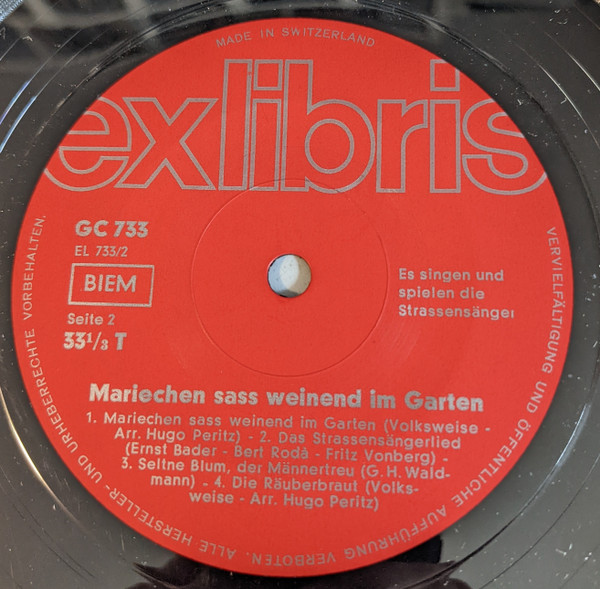 MADE IN SWITZERLAND
exlibris
GC 733
EL 733/2
BIEM
Seite 2
33¹/₃ T
Es singen und
spielen die
Strassensänger
Mariechen sass weinend im Garten
1. Mariechen sass weinend im Garten (Volksweise -
Arr. Hugo Peritz) - 2. Das Strassensängerlied
(Ernst Bader - Bert Rodà - Fritz Vonberg) -
3. Seltne Blum, der Männertreu (G. H. Wald-
mann) - 4. Die Räuberbraut (Volks-
weise - Arr. Hugo Peritz)
ALLE HERSTELLER- UND URHEBERRECHTE VORBEHALTEN.
VERVIELFÄLTIGUNG UND ÖFFENTLICHE AUFFÜHRUNG VERBOTEN.